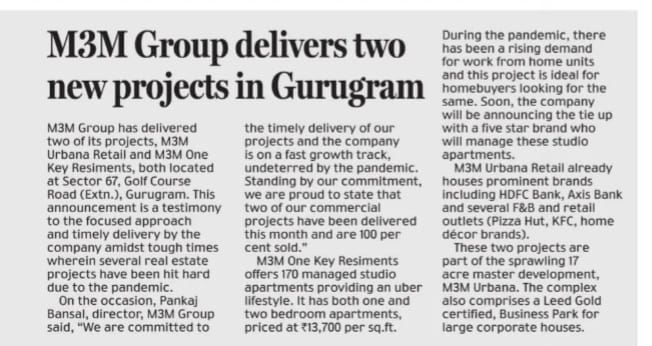 M3M Group delivers two
new projects in Gurugram
M3M Group has delivered
two of its projects, M3M
Urbana Retail and M3M One
Key Resiments, both located
at Sector 67, Golf Course
Road (Extn.), Gurugram. This
announcement is a testimony
to the focused approach
and timely delivery by the
company amidst tough times
wherein several real estate
projects have been hit hard
due to the pandemic.
On the occasion, Pankaj
Bansal, director, M3M Group
said, “We are committed to
the timely delivery of our
projects and the company
is on a fast growth track,
undeterred by the pandemic.
Standing by our commitment,
we are proud to state that
two of our commercial
projects have been delivered
this month and are 100 per
cent sold.”
M3M One Key Resiments
offers 170 managed studio
apartments providing an uber
lifestyle. It has both one and
two bedroom apartments,
priced at ₹13,700 per sq.ft.
During the pandemic, there
has been a rising demand
for work from home units
and this project is ideal for
homebuyers looking for the
same. Soon, the company
will be announcing the tie up
with a five star brand who
will manage these studio
apartments.
M3M Urbana Retail already
houses prominent brands
including HDFC Bank, Axis Bank
and several F&B and retail
outlets (Pizza Hut, KFC, home
décor brands).
These two projects are
part of the sprawling 17
acre master development,
M3M Urbana. The complex
also comprises a Leed Gold
certified, Business Park for
large corporate houses.